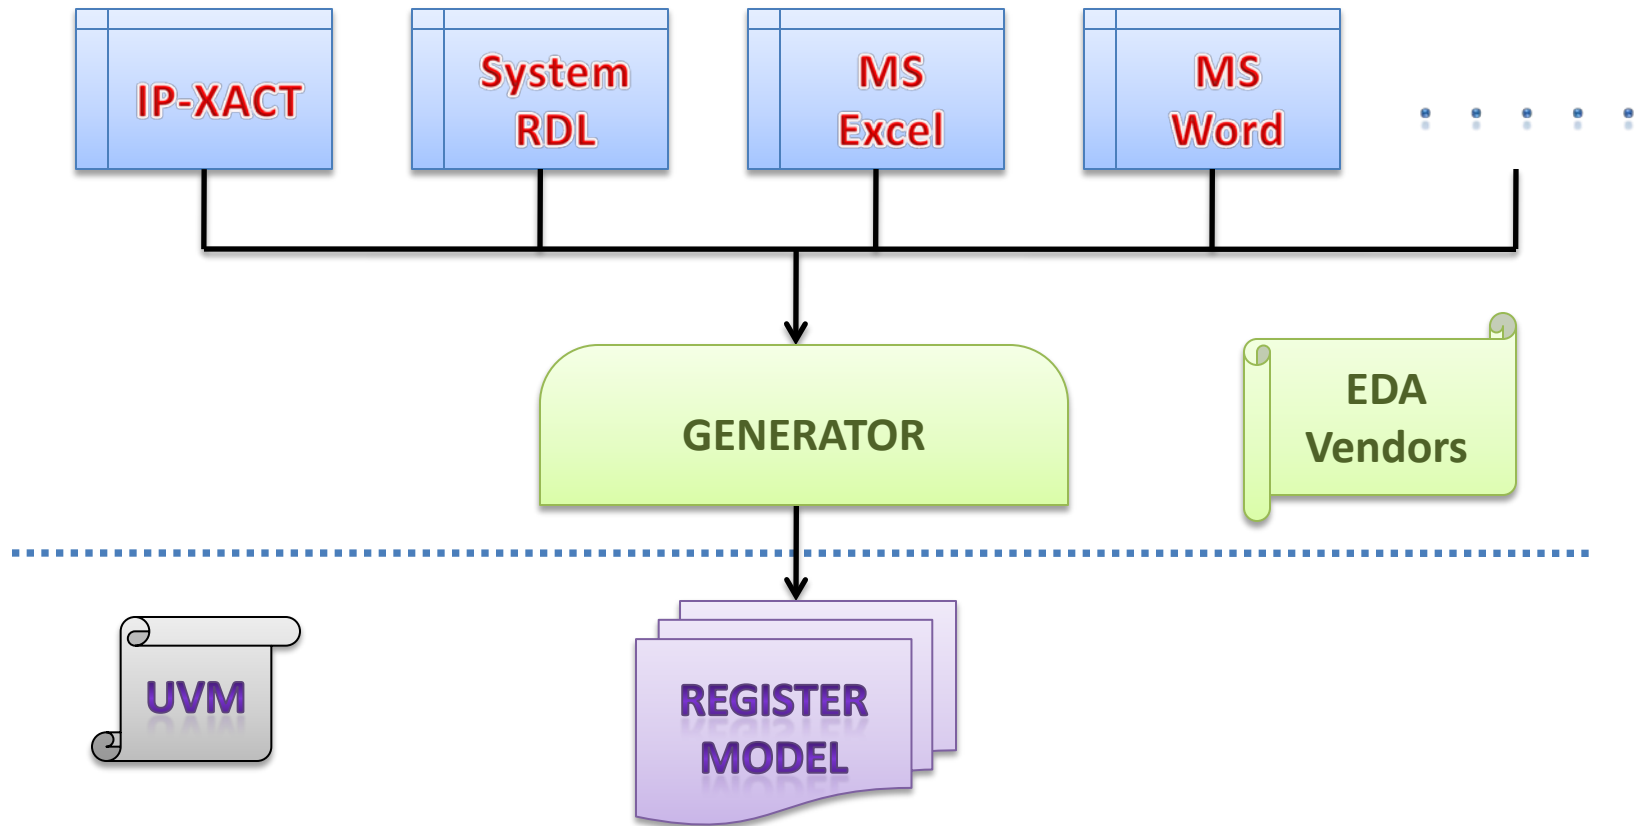 IP-XACT
System
RDL
MS
Excel
MS
Word
GENERATOR
EDA
Vendors
UVM
REGISTER
MODEL